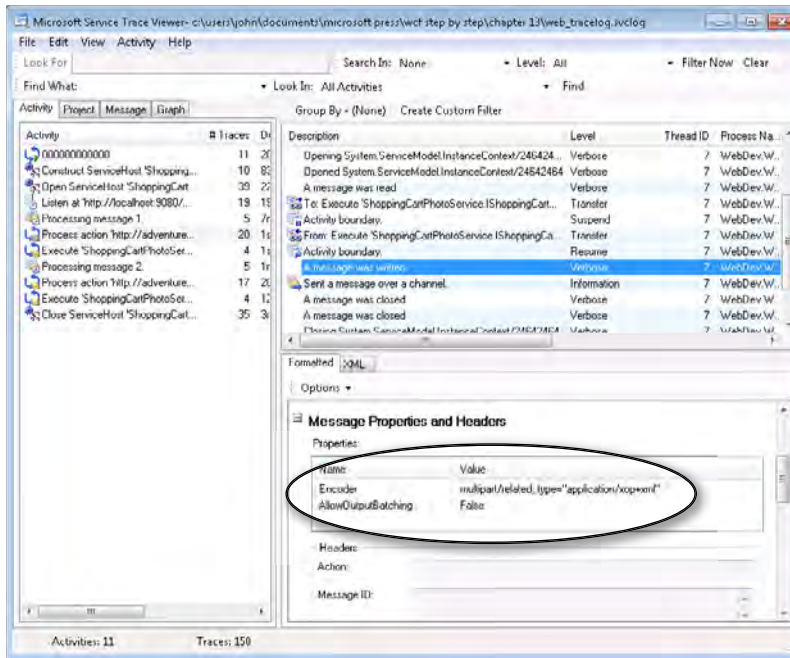 Microsoft Service Trace Viewer- c:\users\john\documents\microsoft press\wcf step by step\chapter 13\web_tracelog.svclog
File Edit View Activity Help
Look For Search In: None Level: All Filter Now Clear
Find What: Look In: All Activities Find
Activity Project Message Graph Group By - (None) Create Custom Filter
Activity # Traces
000000000000 11
Construct ServiceHost 'Shopping... 10
Open ServiceHost 'ShoppingCart 39
Listen at 'http://localhost:9080/... 19
Processing message 1. 5
Process action 'http://adventure... 20
Execute 'ShoppingCartPhotoSer... 4
Processing message 2. 5
Process action 'http://adventure... 17
Execute 'ShoppingCartPhotoSer... 4
Close ServiceHost 'ShoppingCart... 35
Description Level Thread ID Process Na...
Opening System.ServiceModel.InstanceContext/246424... Verbose 7 WebDev.W...
Opened System.ServiceModel.InstanceContext/24642464 Verbose 7 WebDev.W...
A message was read Verbose 7 WebDev.W...
To: Execute 'ShoppingCartPhotoService.IShoppingCart... Transfer 7 WebDev.W...
Activity boundary. Suspend 7 WebDev.W...
From: Execute 'ShoppingCartPhotoService.IShoppingCa... Transfer 7 WebDev.W...
Activity boundary. Resume 7 WebDev.W...
A message was written Verbose 7 WebDev.W...
Sent a message over a channel. Information 7 WebDev.W...
A message was closed Verbose 7 WebDev.W...
A message was closed Verbose 7 WebDev.W...
Closing System.ServiceModel.InstanceContext/24642464 Verbose 7 WebDev.W...
Formatted XML
Options
Message Properties and Headers
Properties:
Name Value
Encoder multipart/related; type="application/xop+xml"
AllowOutputBatching False
Headers
Action:
Message ID:
Activities: 11 Traces: 150